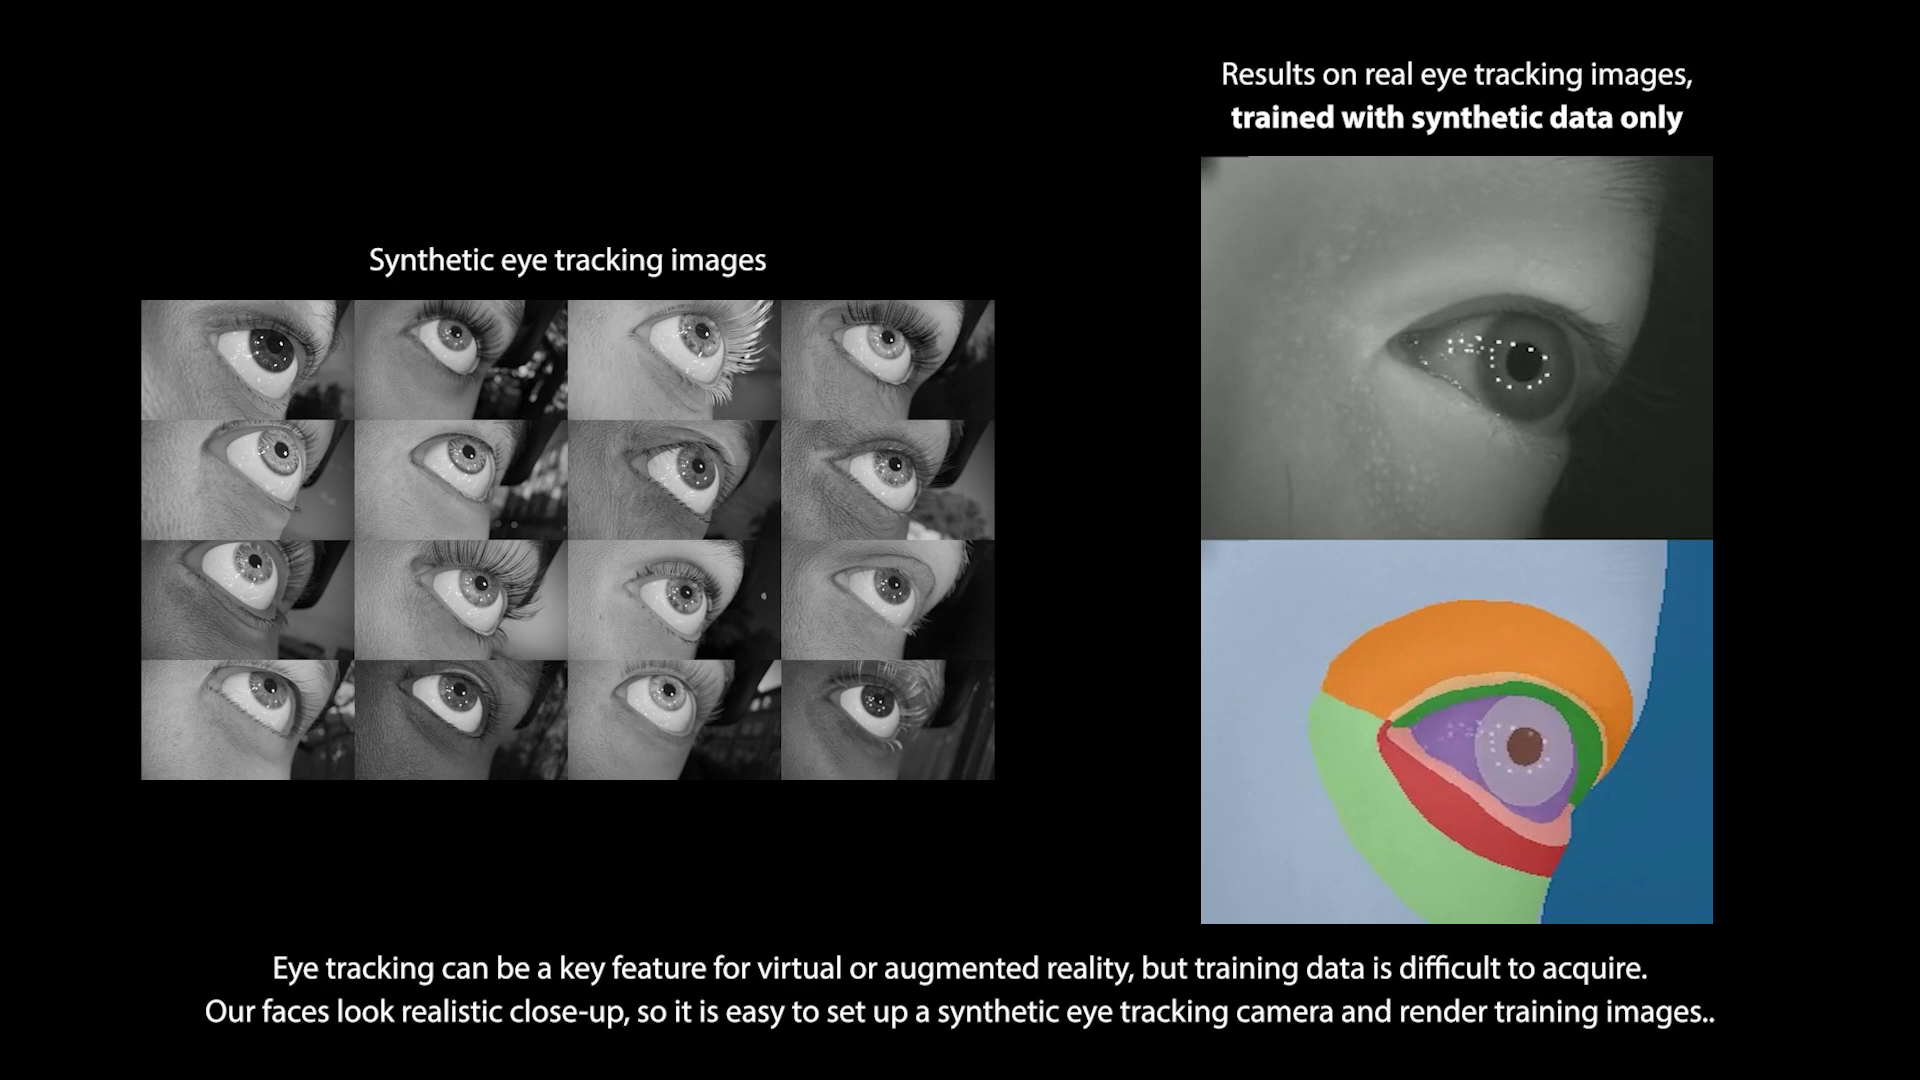 Results on real eye tracking images,
trained with synthetic data only
Synthetic eye tracking images
Eye tracking can be a key feature for virtual or augmented reality, but training data is difficult to acquire.
Our faces look realistic close-up, so it is easy to set up a synthetic eye tracking camera and render training images..